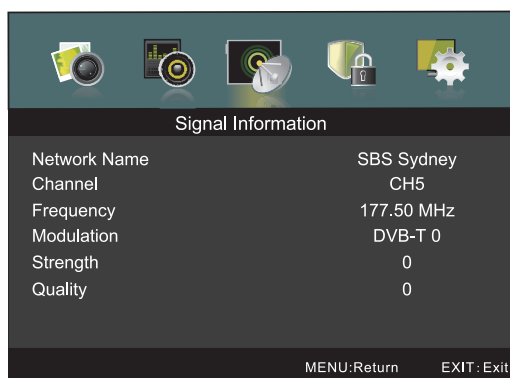 Signal Information
Network Name SBS Sydney
Channel CH5
Frequency 177.50 MHz
Modulation DVB-T 0
Strength 0
Quality 0
MENU:Return EXIT:Exit